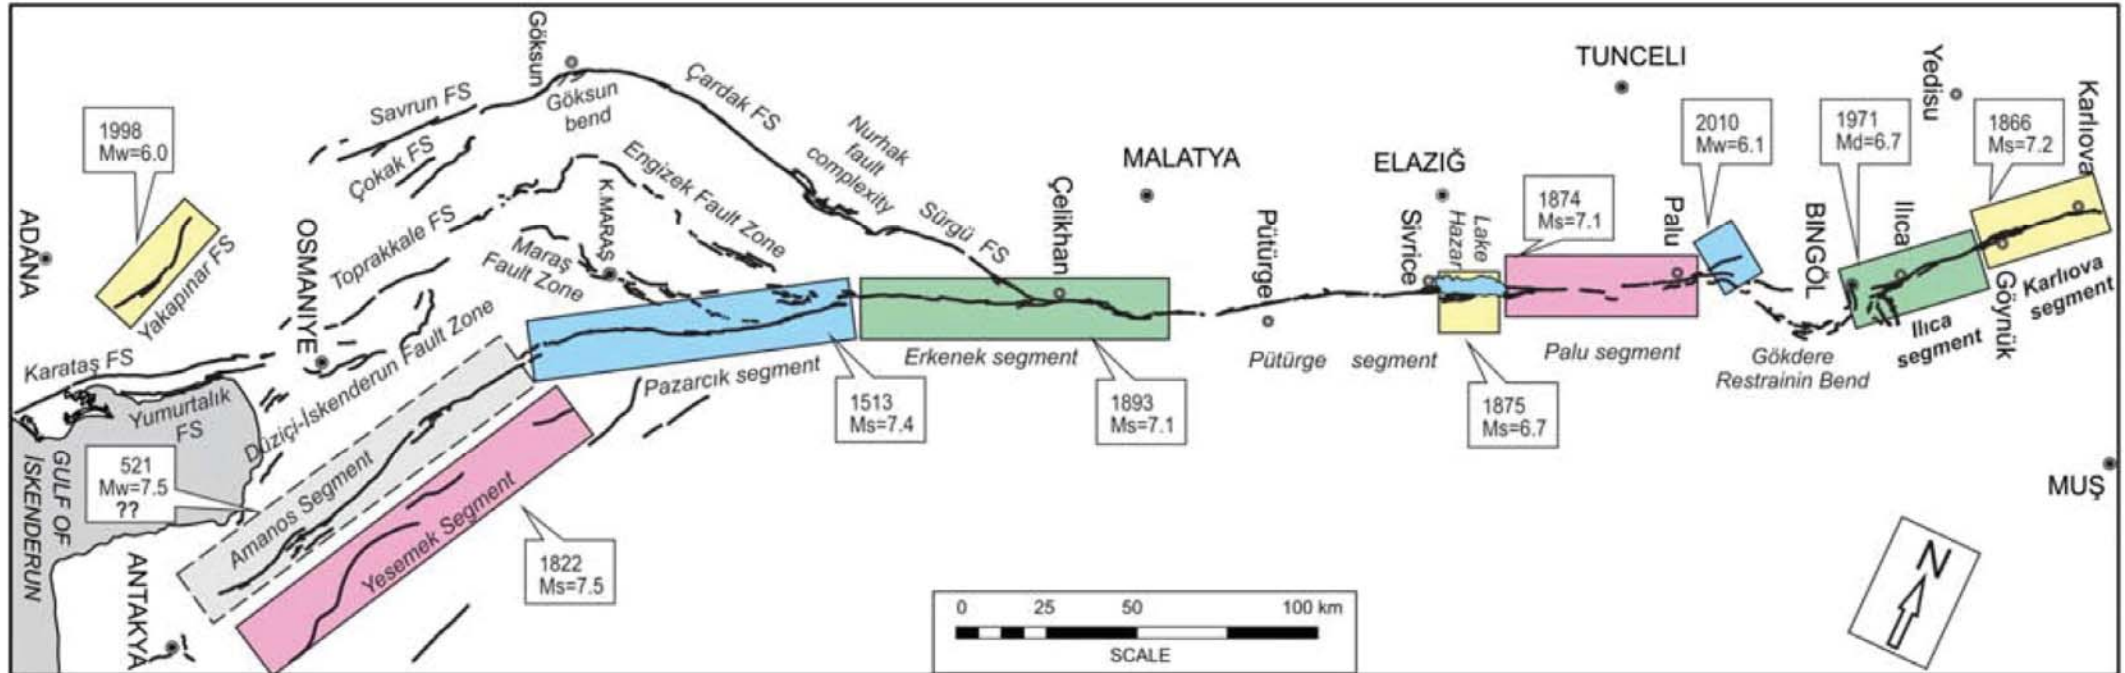 Göksun
Savrun FS
Göksun
bend
Çardak FS
Çokak FS
Nurhak
fault
complexity
Engizek Fault Zone
Sürgü FS
Toprakkale FS
K.MARAŞ
Maraş
Fault Zone
Çelikhan
MALATYA
ELAZIĞ
TUNCELI
Yedisu
Karlıova
1998
Mw=6.0
ADANA
Yakapınar FS
OSMANIYE
Karataş FS
Yumurtalık
FS
Düziçi-İskenderun Fault Zone
GULF OF
İSKENDERUN
521
Mw=7.5
??
Amanos Segment
Yesemek Segment
ANTAKYA
1822
Ms=7.5
Pazarcık segment
1513
Ms=7.4
Erkenek segment
1893
Ms=7.1
Pütürge
Pütürge segment
Sivrice
Lake
Hazar
1875
Ms=6.7
1874
Ms=7.1
Palu
Palu segment
2010
Mw=6.1
Gökdere
Restrainin Bend
BINGÖL
1971
Md=6.7
Ilıca
Ilıca
segment
1866
Ms=7.2
Göynük
Karlıova
segment
MUŞ
N
0 25 50 100 km
SCALE